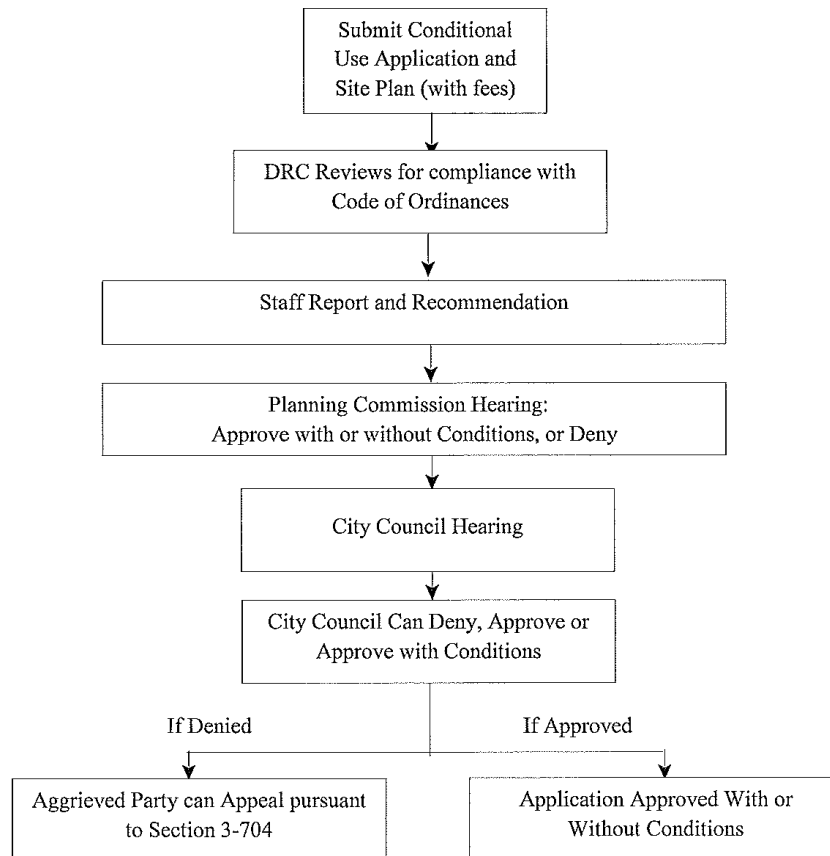 Submit Conditional
Use Application and
Site Plan (with fees)
DRC Reviews for compliance with
Code of Ordinances
Staff Report and Recommendation
Planning Commission Hearing:
Approve with or without Conditions, or Deny
City Council Hearing
City Council Can Deny, Approve or
Approve with Conditions
If Denied
If Approved
Aggrieved Party can Appeal pursuant
to Section 3-704
Application Approved With or
Without Conditions